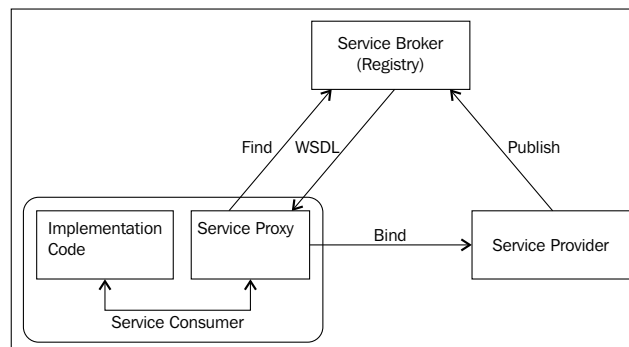 Service Broker
(Registry)
Find
WSDL
Publish
Implementation
Code
Service Proxy
Bind
Service Provider
Service Consumer